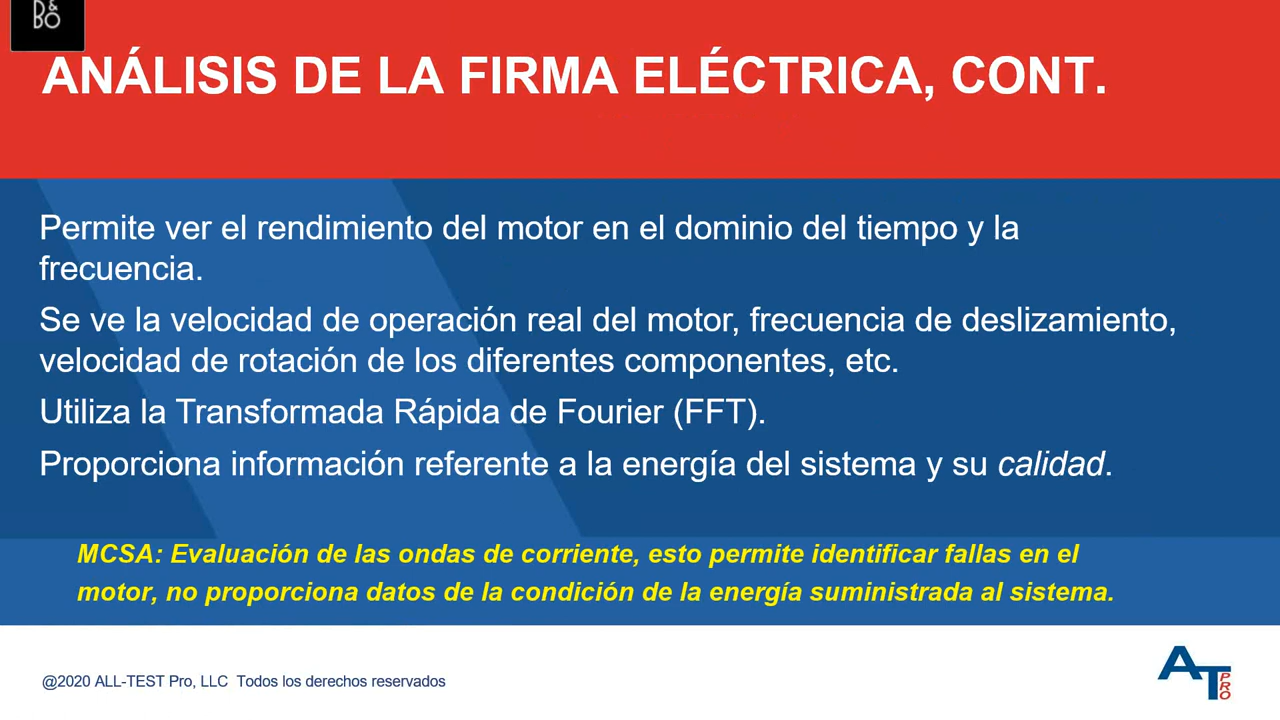 D&
BO
ANÁLISIS DE LA FIRMA ELÉCTRICA, CONT.
Permite ver el rendimiento del motor en el dominio del tiempo y la
frecuencia.
Se ve la velocidad de operación real del motor, frecuencia de deslizamiento,
velocidad de rotación de los diferentes componentes, etc.
Utiliza la Transformada Rápida de Fourier (FFT).
Proporciona información referente a la energía del sistema y su calidad.
MCSA: Evaluación de las ondas de corriente, esto permite identificar fallas en el
motor, no proporciona datos de la condición de la energía suministrada al sistema.
@2020 ALL-TEST Pro, LLC Todos los derechos reservados
AT PRO